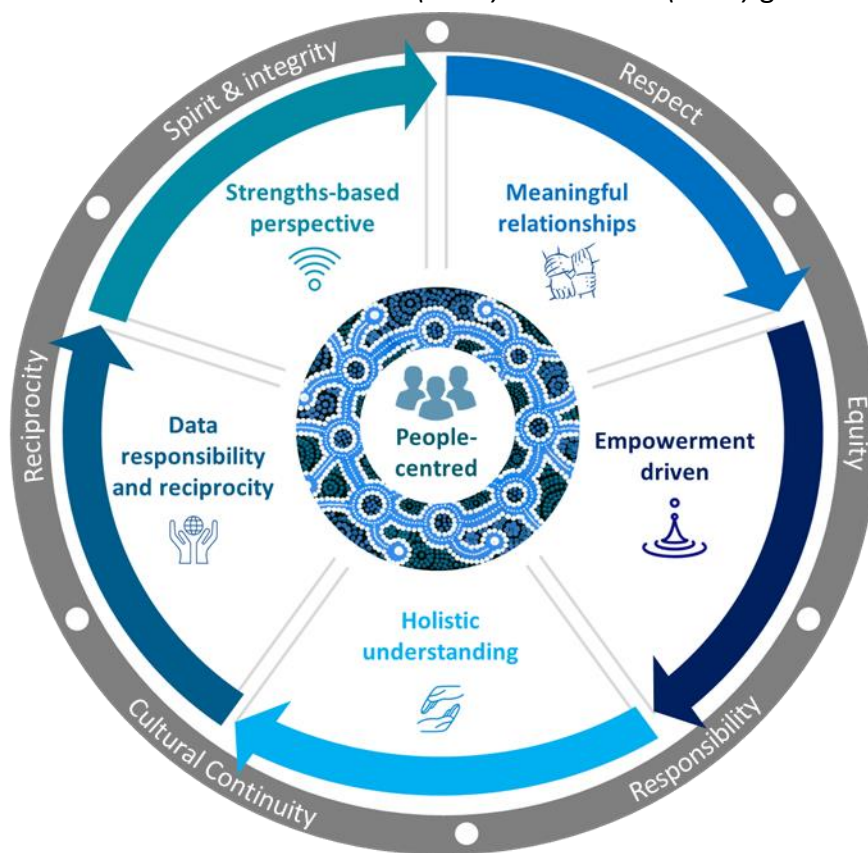 Spirit & integrity
Respect
Equity
Responsibility
Cultural Continuity
Reciprocity
Strengths-based
perspective
Meaningful
relationships
Empowerment
driven
Holistic
understanding
Data
responsibility
and reciprocity
People-
centred